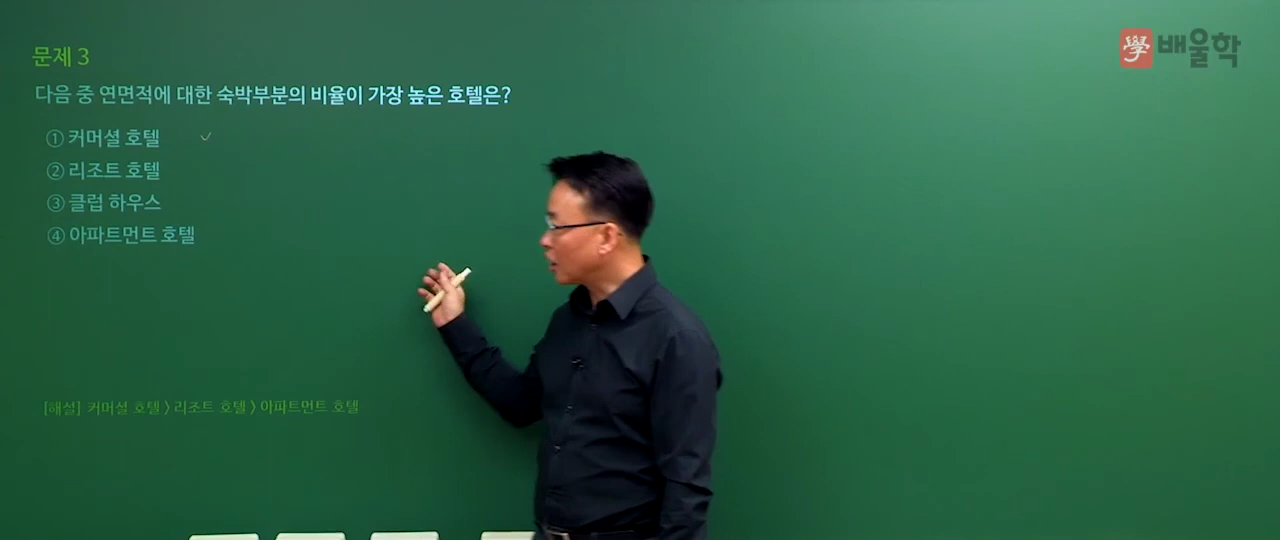 문제 3
學 배울학
다음 중 연면적에 대한 숙박부분의 비율이 가장 높은 호텔은?
① 커머셜 호텔
② 리조트 호텔
③ 클럽 하우스
④ 아파트먼트 호텔
[해설] 커머셜 호텔 > 리조트 호텔 > 아파트먼트 호텔